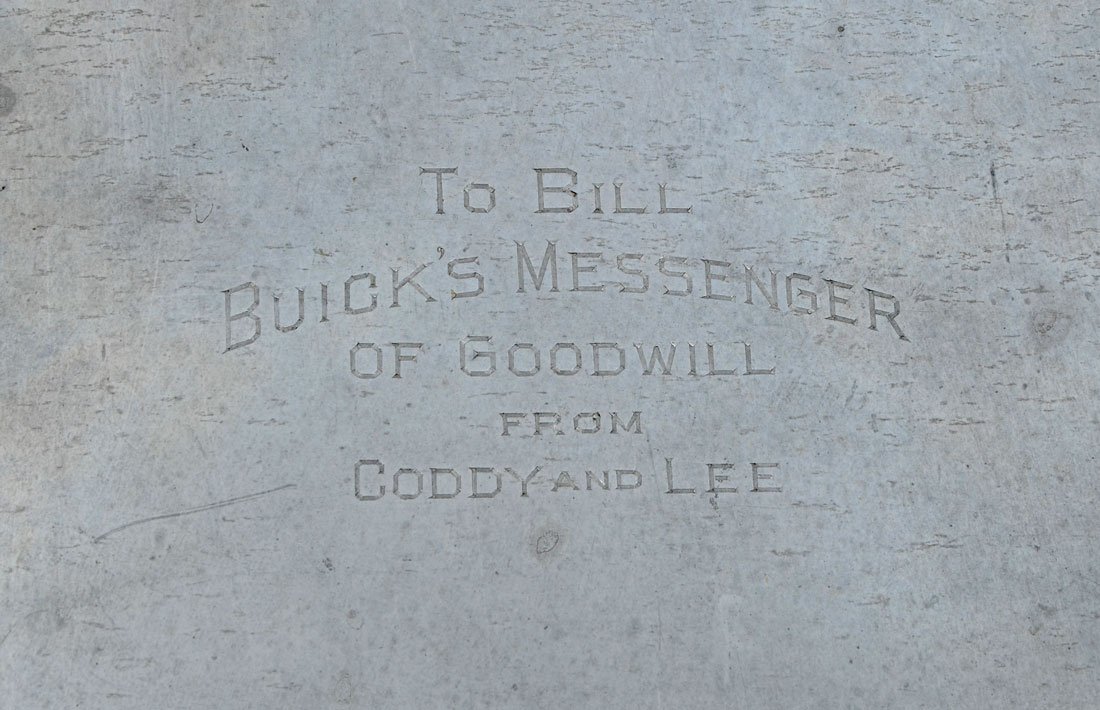 To Bill
Buick's Messenger
of Goodwill
from
Coddy and Lee